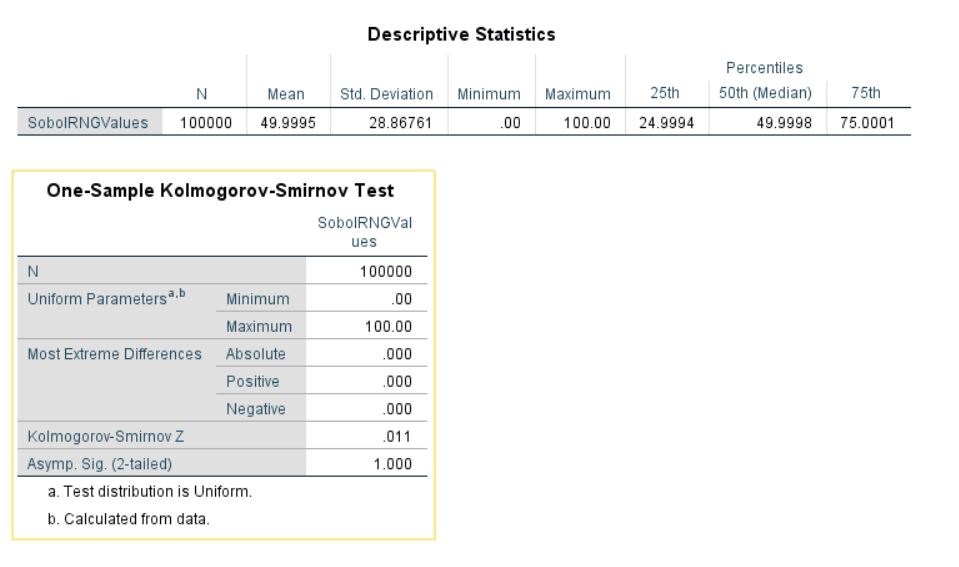 Descriptive Statistics
Percentiles
N Mean Std. Deviation Minimum Maximum 25th 50th (Median) 75th
SobolRNGValues 100000 49.9995 28.86761 .00 100.00 24.9994 49.9998 75.0001
One-Sample Kolmogorov-Smirnov Test
SobolRNGVal
ues
N 100000
Uniform Parametersa,b Minimum .00
Maximum 100.00
Most Extreme Differences Absolute .000
Positive .000
Negative .000
Kolmogorov-Smirnov Z .011
Asymp. Sig. (2-tailed) 1.000
a. Test distribution is Uniform.
b. Calculated from data.